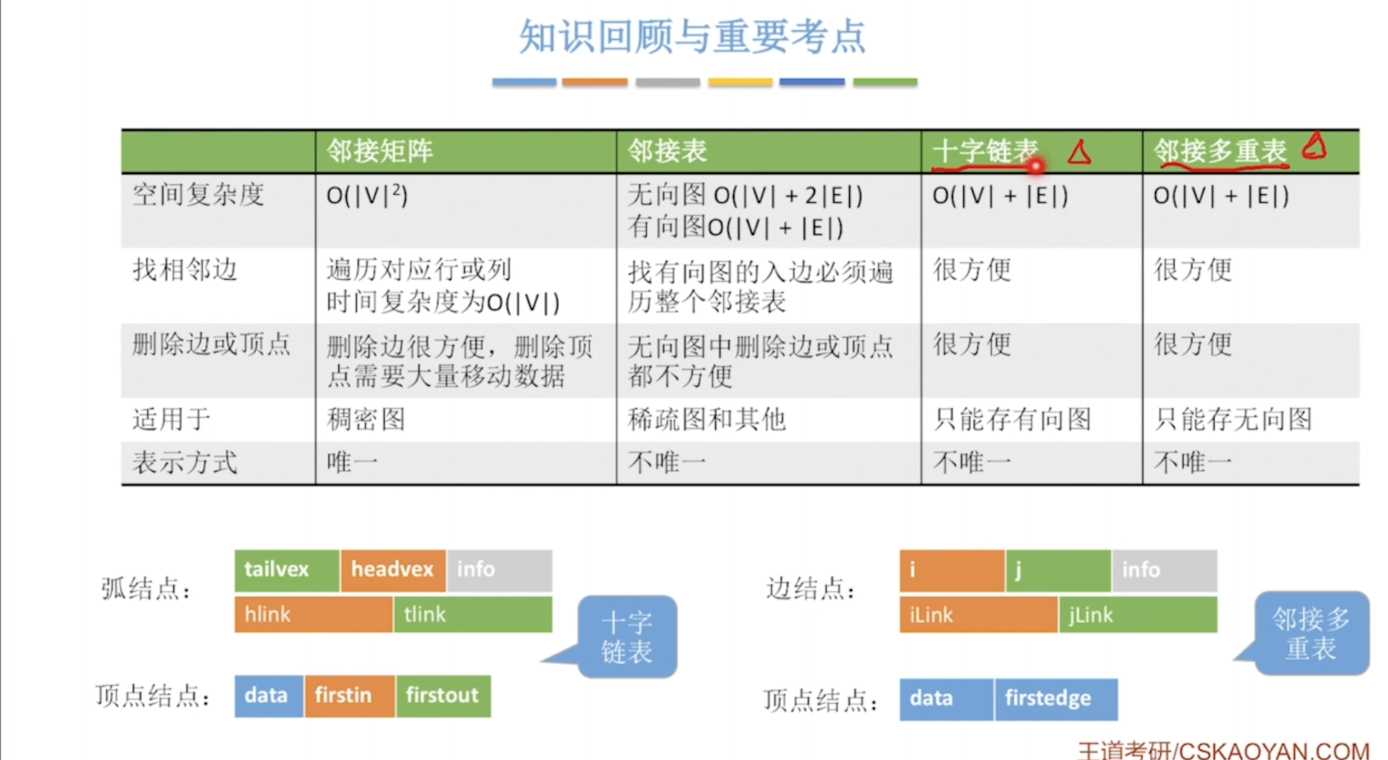 知识回顾与重要考点
邻接矩阵 邻接表 十字链表 邻接多重表
空间复杂度 O(|V|²) 无向图 O(|V| + 2|E|) O(|V| + |E|) O(|V| + |E|)
有向图O(|V| + |E|)
找相邻边 遍历对应行或列 找有向图的入边必须遍 很方便 很方便
时间复杂度为O(|V|) 历整个邻接表
删除边或顶点 删除边很方便，删除顶 无向图中删除边或顶点 很方便 很方便
点需要大量移动数据 都不方便
适用于 稠密图 稀疏图和其他 只能存有向图 只能存无向图
表示方式 唯一 不唯一 不唯一 不唯一
弧结点： tailvex headvex info
hlink tlink
十字
链表
顶点结点： data firstin firstout
边结点： i j info
iLink jLink
邻接多
重表
顶点结点： data firstedge
王道考研/CSKAOYAN.COM